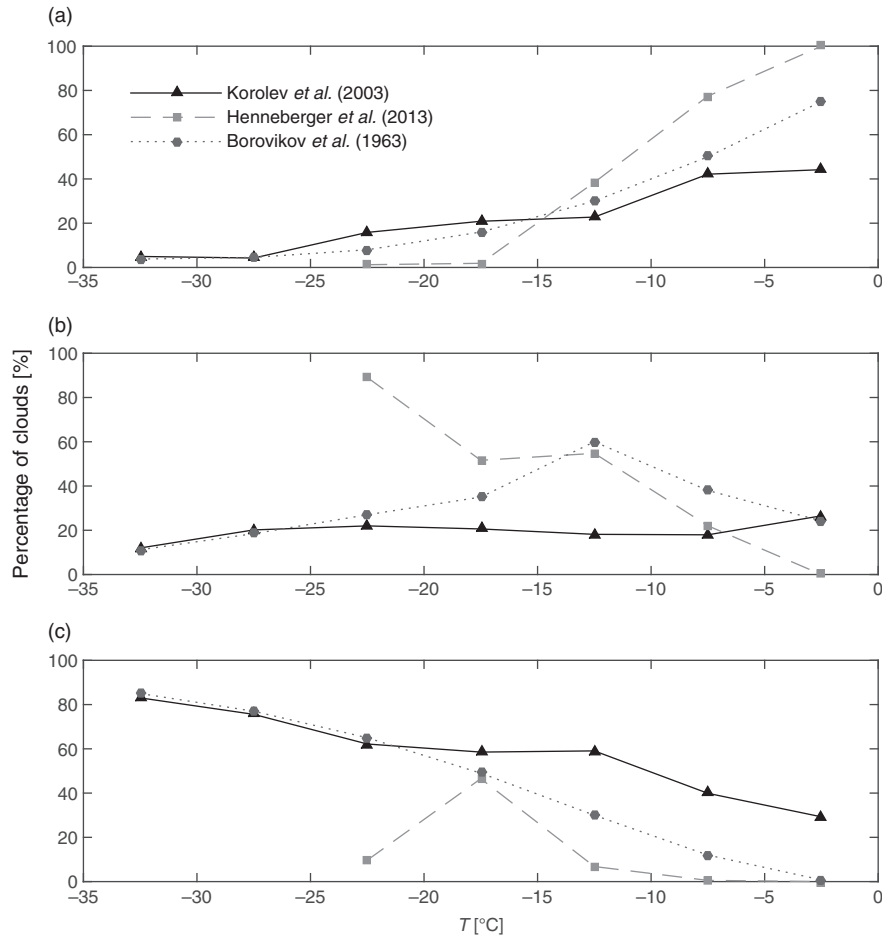 (a)
100
80
60
40
20
0
Korolev et al. (2003)
Henneberger et al. (2013)
Borovikov et al. (1963)
−35 −30 −25 −20 −15 −10 −5 0
(b)
Percentage of clouds [%]
100
80
60
40
20
0
−35 −30 −25 −20 −15 −10 −5 0
(c)
100
80
60
40
20
0
−35 −30 −25 −20 −15 −10 −5 0
T [°C]